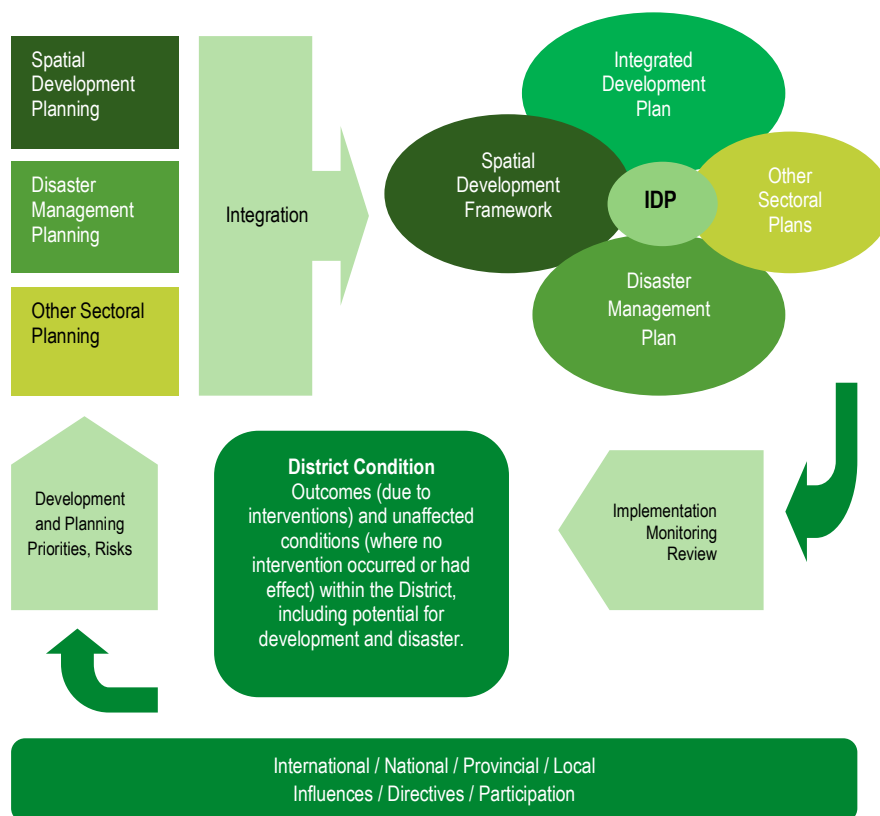 Spatial
Development
Planning
Disaster
Management
Planning
Other Sectoral
Planning
Integration
Integrated
Development
Plan
Spatial
Development
Framework
IDP
Other
Sectoral
Plans
Disaster
Management
Plan
Development
and Planning
Priorities, Risks
District Condition
Outcomes (due to
interventions) and unaffected
conditions (where no
intervention occurred or had
effect) within the District,
including potential for
development and disaster.
Implementation
Monitoring
Review
International / National / Provincial / Local
Influences / Directives / Participation